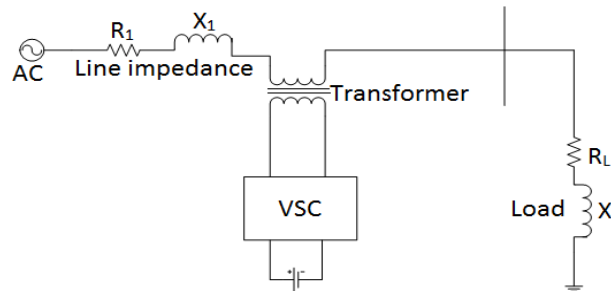 R1
X1
AC
Line impedance
Transformer
VSC
+ -
RL
Load
X